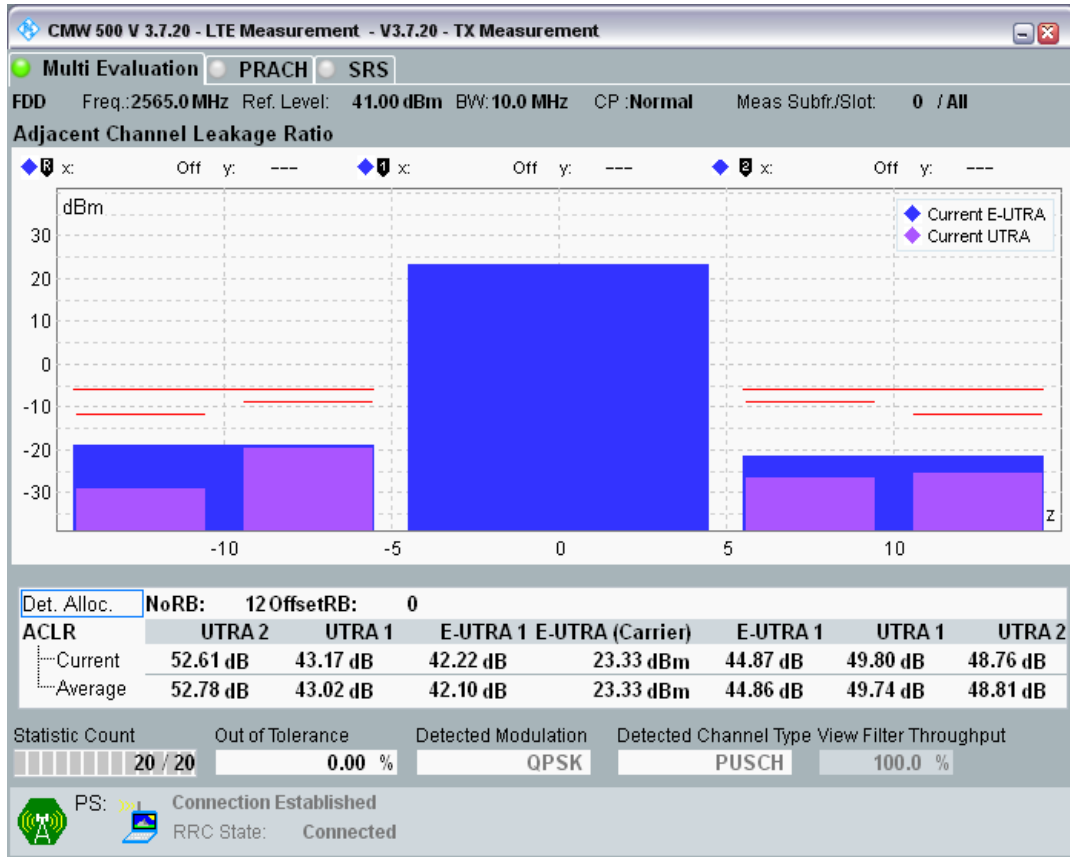 CMW 500 V 3.7.20 - LTE Measurement - V3.7.20 - TX Measurement
Multi Evaluation PRACH SRS
FDD Freq.:2565.0 MHz Ref. Level: 41.00 dBm BW:10.0 MHz CP :Normal Meas Subfr./Slot: 0 / All
Adjacent Channel Leakage Ratio
R x: Off y: --- 1 x: Off y: --- 2 x: Off y: ---
dBm
Current E-UTRA
Current UTRA
30
20
10
0
-10
-20
-30
z
-10 -5 0 5 10
Det. Alloc. NoRB: 12 OffsetRB: 0
ACLR UTRA 2 UTRA 1 E-UTRA 1 E-UTRA (Carrier) E-UTRA 1 UTRA 1 UTRA 2
Current 52.61 dB 43.17 dB 42.22 dB 23.33 dBm 44.87 dB 49.80 dB 48.76 dB
Average 52.78 dB 43.02 dB 42.10 dB 23.33 dBm 44.86 dB 49.74 dB 48.81 dB
Statistic Count Out of Tolerance Detected Modulation Detected Channel Type View Filter Throughput
20 / 20 0.00 % QPSK PUSCH 100.0 %
PS: Connection Established
RRC State: Connected